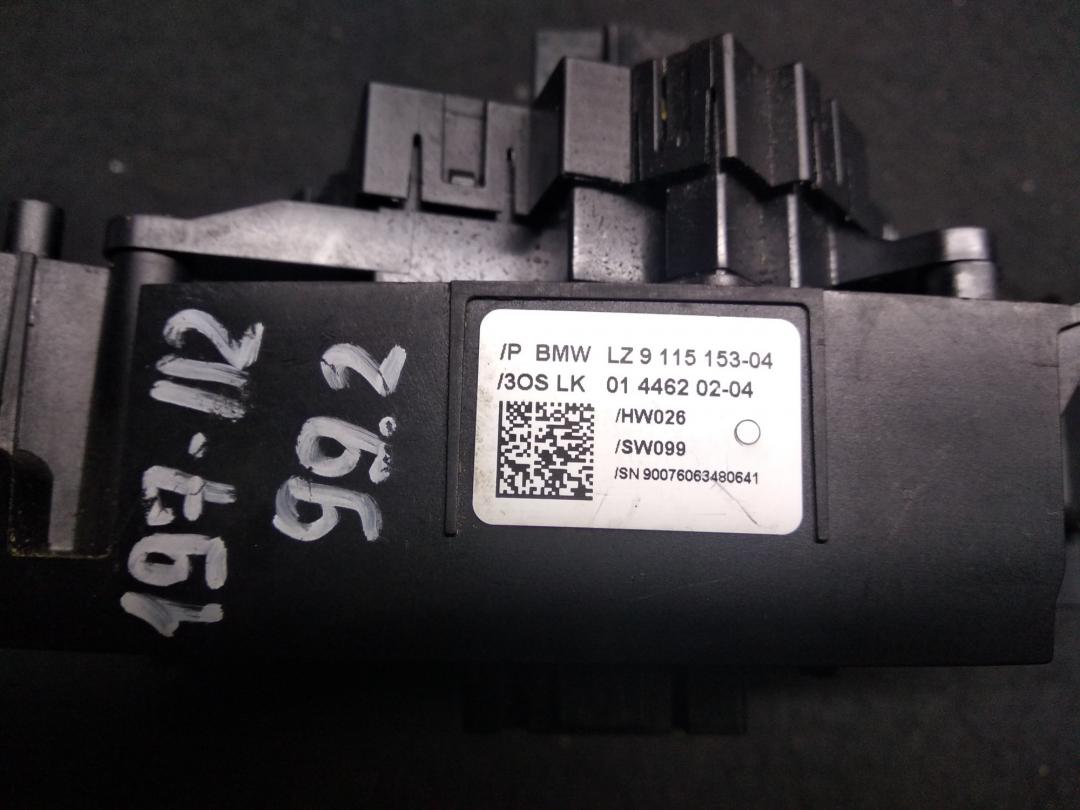 197-112
99.2
/P BMW LZ 9 115 153-04
/3OS LK 01 4462 02-04
/HW026
/SW099
/SN 90076063480641